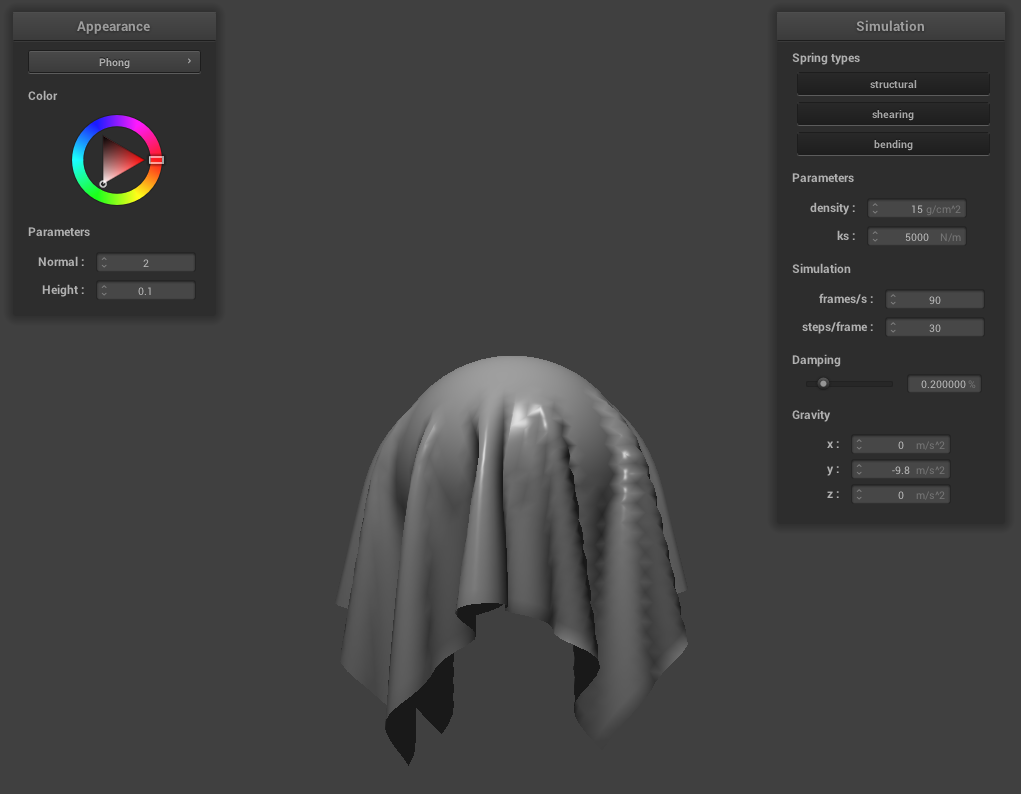 Appearance
Phong
Color
Parameters
Normal : 2
Height : 0.1
Simulation
Spring types
structural
shearing
bending
Parameters
density : 15 g/cm^2
ks : 5000 N/m
Simulation
frames/s : 90
steps/frame : 30
Damping
0.200000 %
Gravity
x : 0 m/s^2
y : -9.8 m/s^2
z : 0 m/s^2